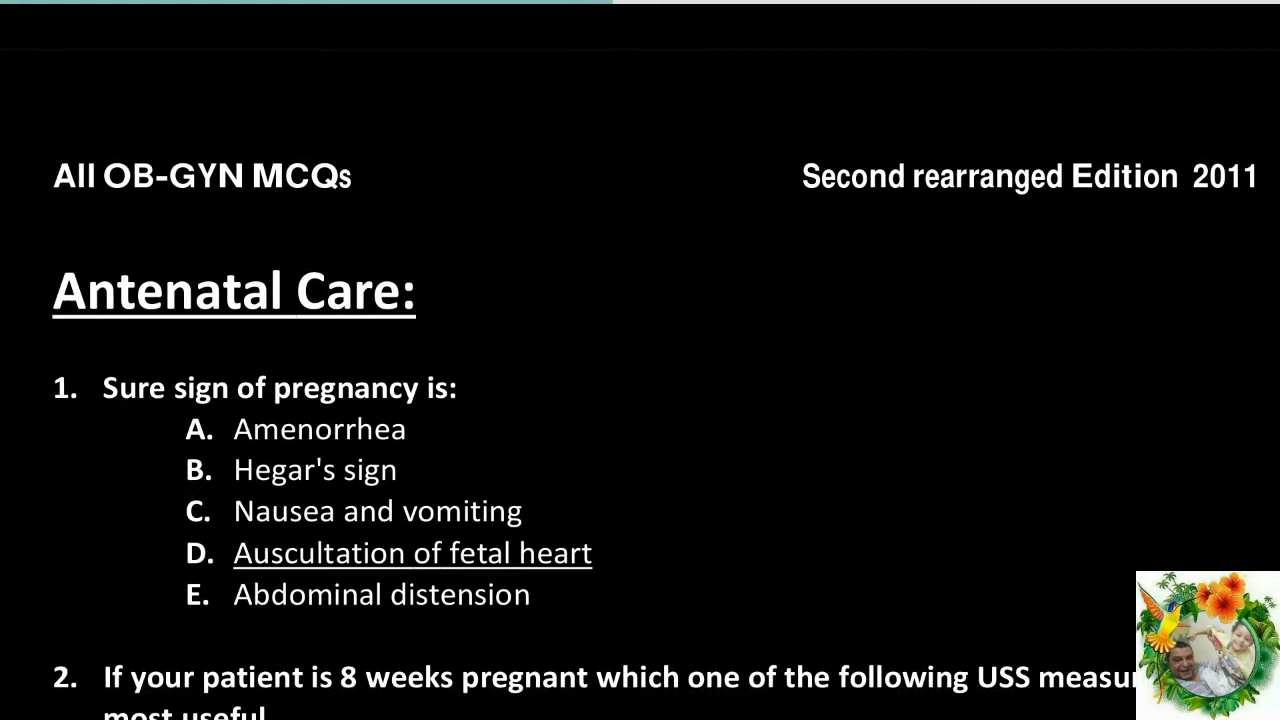 All OB-GYN MCQs Second rearranged Edition 2011
Antenatal Care:
1. Sure sign of pregnancy is:
A. Amenorrhea
B. Hegar's sign
C. Nausea and vomiting
D. Auscultation of fetal heart
E. Abdominal distension
2. If your patient is 8 weeks pregnant which one of the following USS
most useful